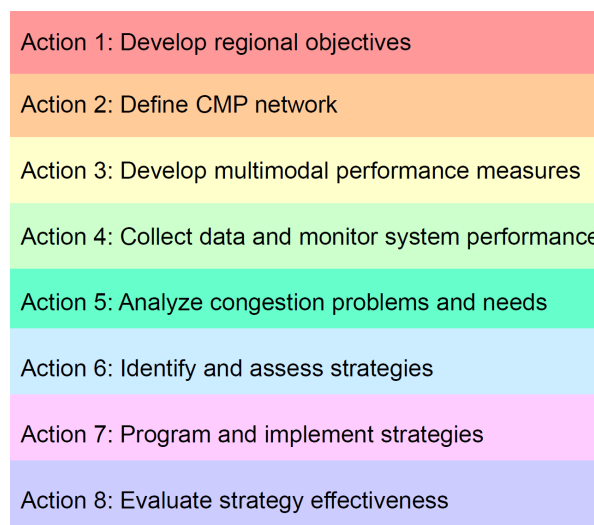 Action 1: Develop regional objectives
Action 2: Define CMP network
Action 3: Develop multimodal performance measures
Action 4: Collect data and monitor system performance
Action 5: Analyze congestion problems and needs
Action 6: Identify and assess strategies
Action 7: Program and implement strategies
Action 8: Evaluate strategy effectiveness